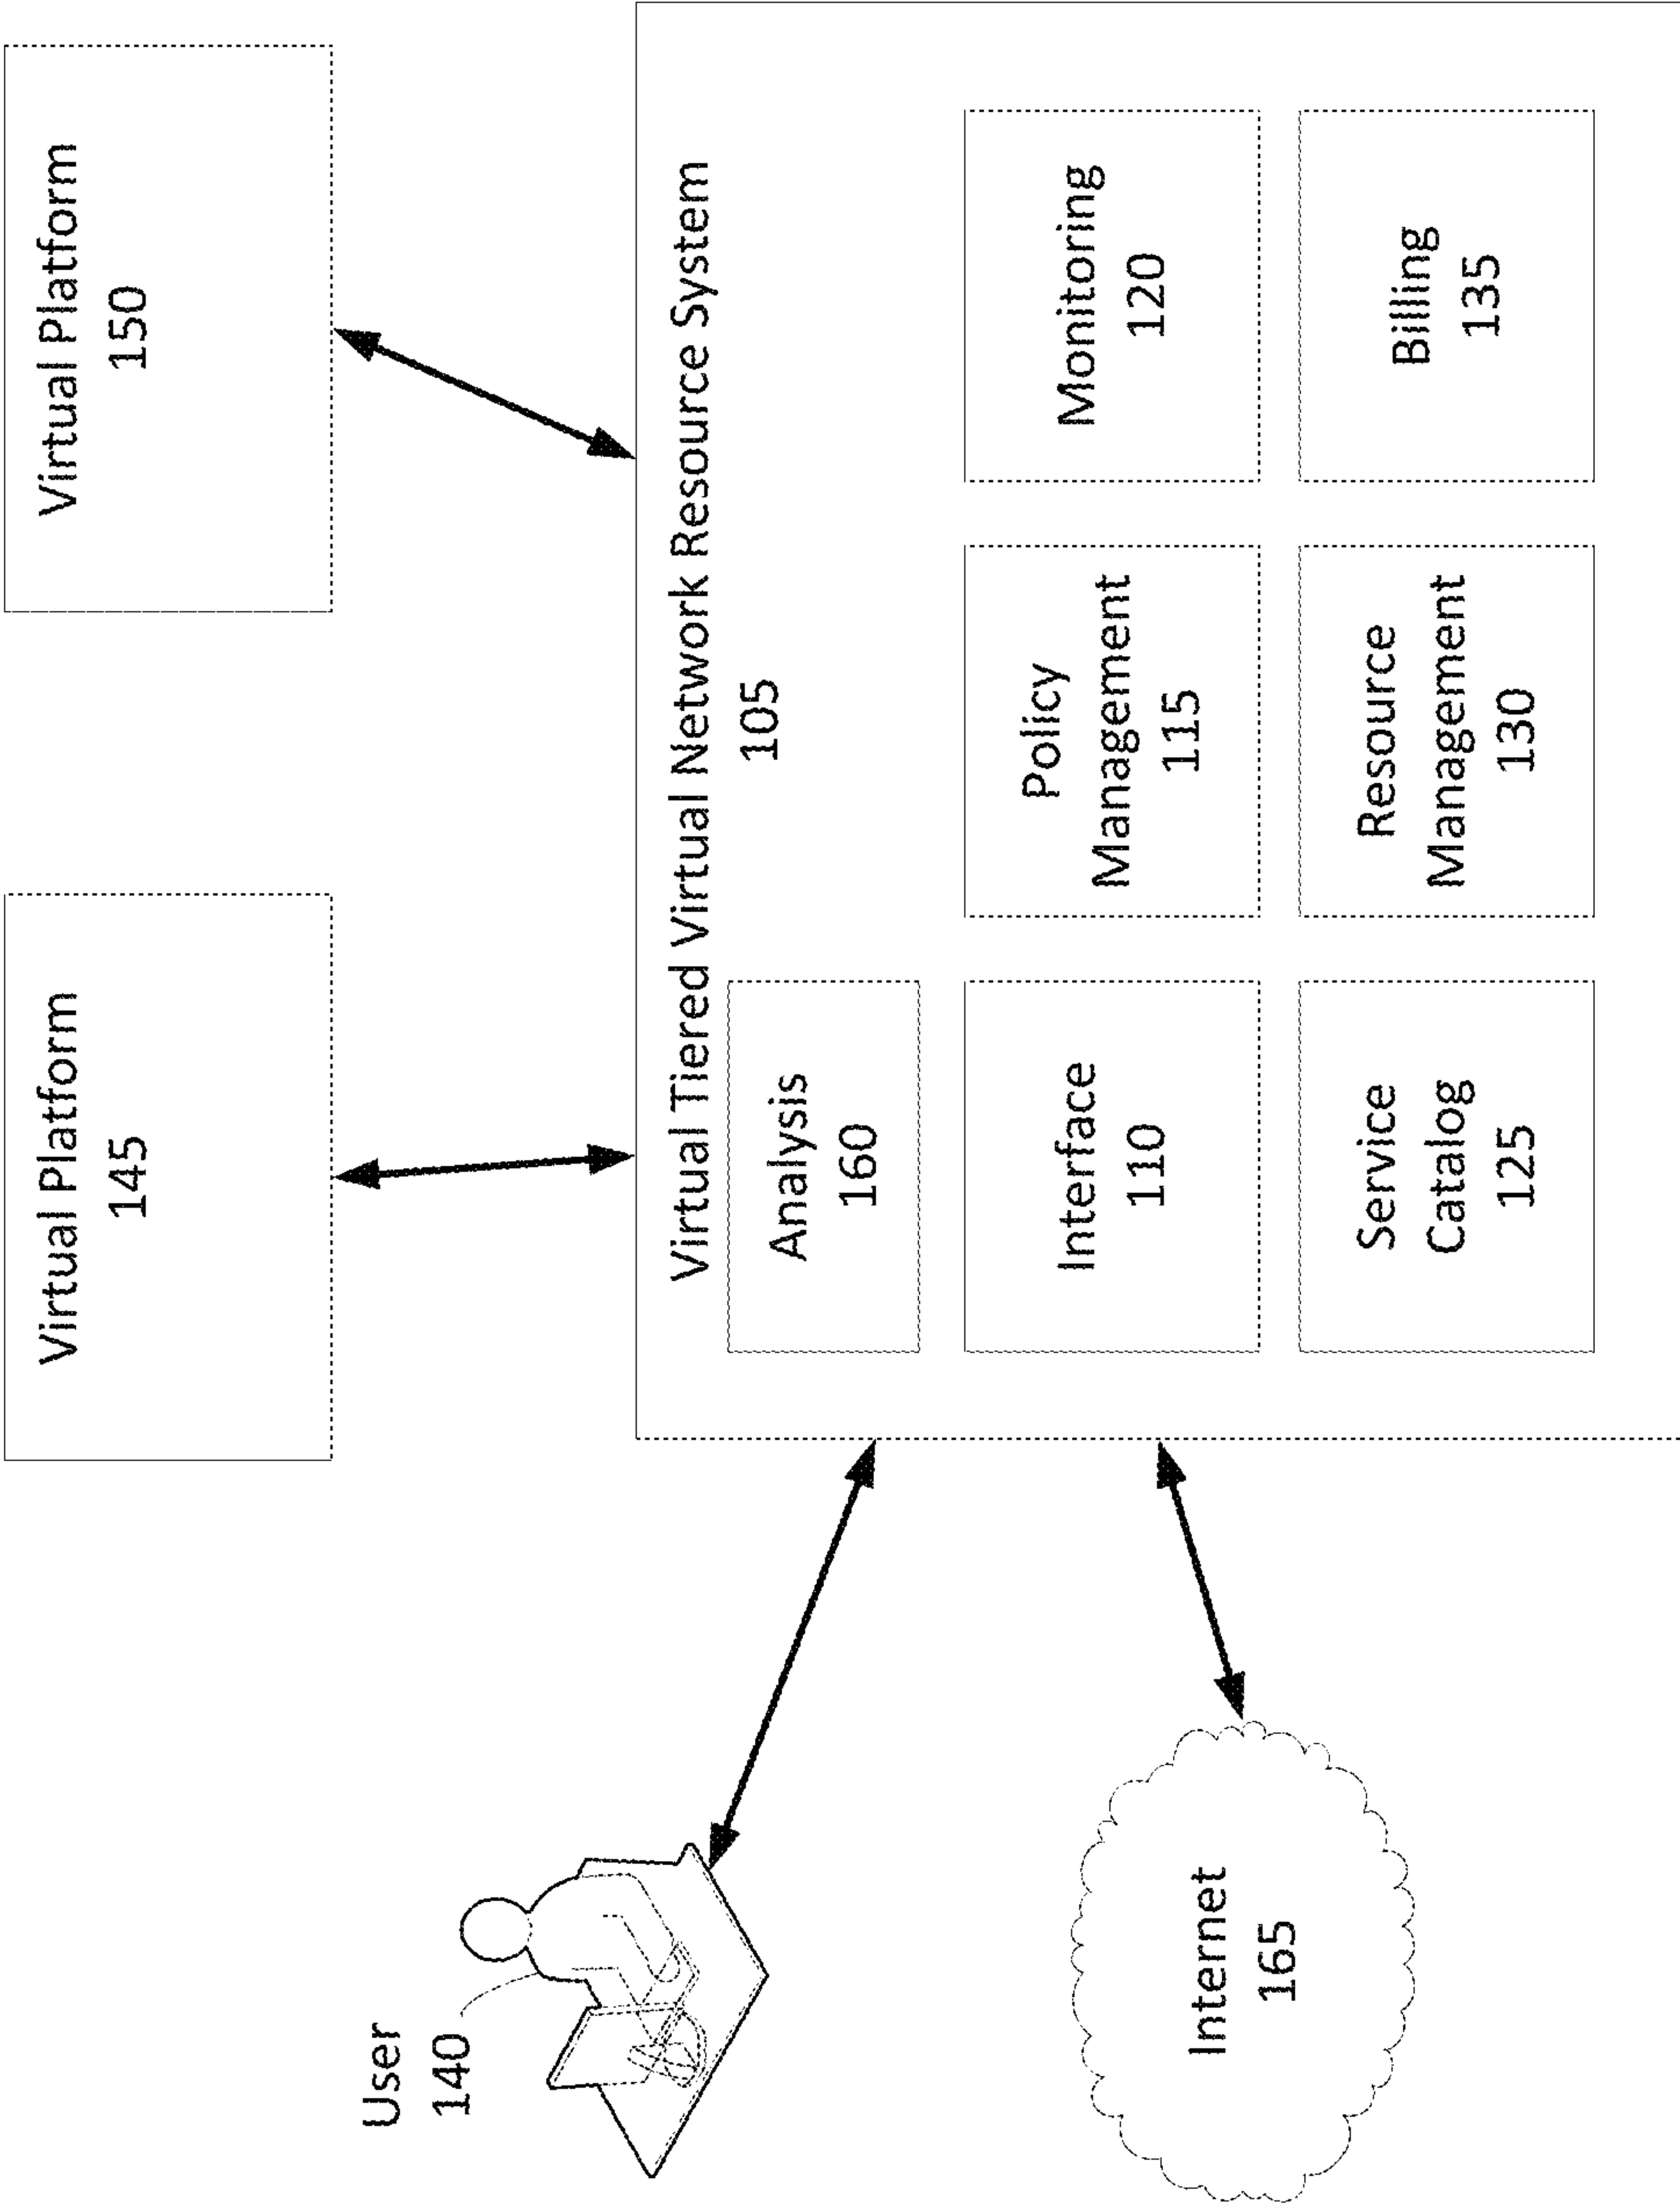 Virtual Platform
145
Virtual Platform
150
User
140
Virtual Tiered Virtual Network Resource System
105
Analysis
160
Interface
110
Policy
Management
115
Monitoring
120
Internet
165
Service
Catalog
125
Resource
Management
130
Billing
135